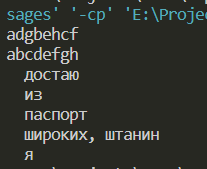 sages' '-cp' 'E:\Projec
adgbehcf
abcdefgh
достаю
из
паспорт
широких, штанин
я